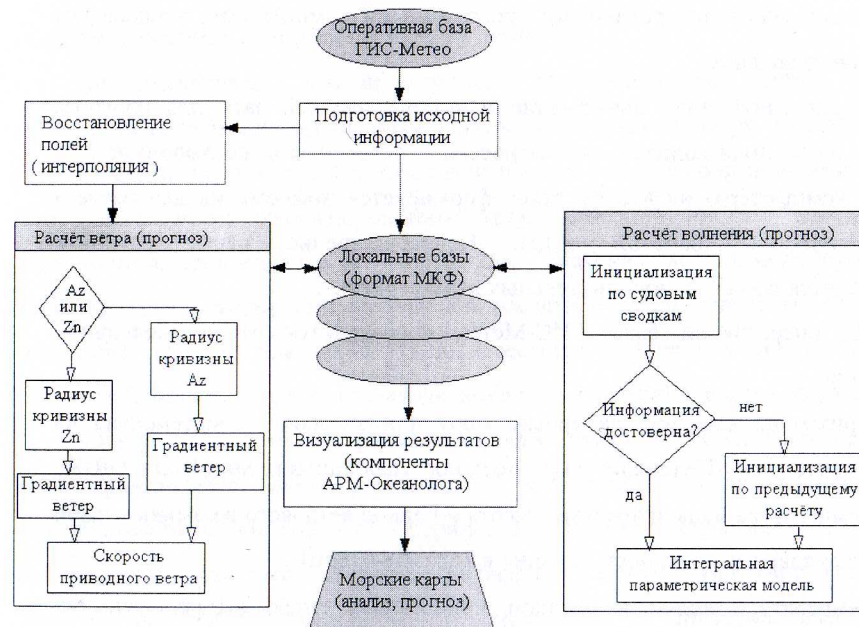 Оперативная база
ГИС-Метео
Подготовка исходной
информации
Восстановление
полей
(интерполяция)
Расчёт ветра (прогноз)
Az
или
Zn
Радиус
кривизны
Az
Радиус
кривизны
Zn
Градиентный
ветер
Градиентный
ветер
Скорость
приводного ветра
Локальные базы
(формат МКФ)
Визуализация результатов
(компоненты
АРМ-Океанолога)
Морские карты
(анализ, прогноз)
Расчёт волнения (прогноз)
Инициализация
по судовым
сводкам
Информация
достоверна?
нет
да
Инициализация
по предыдущему
расчёту
Интегральная
параметрическая модель